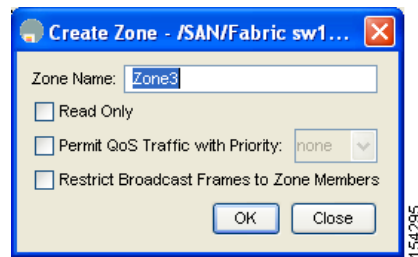 Create Zone - /SAN/Fabric sw1...
Zone Name: Zone3
Read Only
Permit QoS Traffic with Priority: none
Restrict Broadcast Frames to Zone Members
OK Close
154295